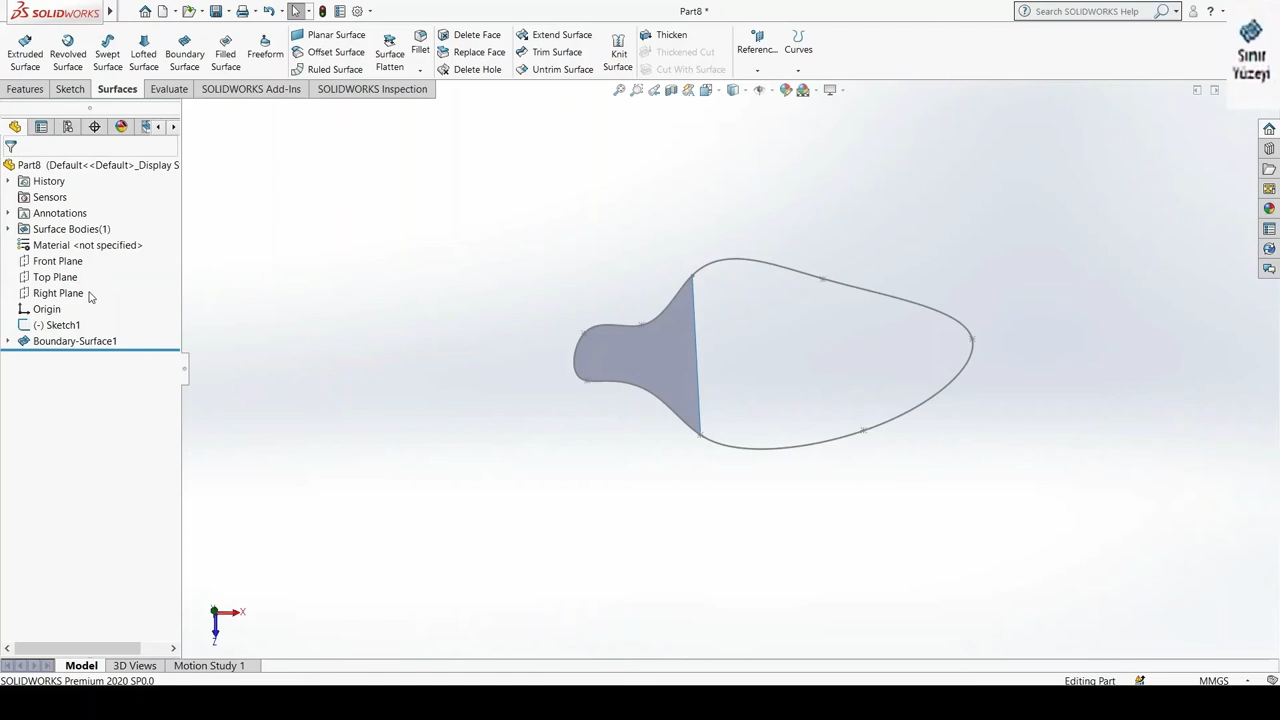 SOLIDWORKS
Part8 *
Search SOLIDWORKS Help
?
Extruded Surface
Revolved Surface
Swept Surface
Lofted Surface
Boundary Surface
Filled Surface
Freeform
Planar Surface
Offset Surface
Ruled Surface
Surface Flatten
Fillet
Delete Face
Replace Face
Delete Hole
Extend Surface
Trim Surface
Untrim Surface
Knit Surface
Thicken
Thickened Cut
Cut With Surface
Referenc...
Curves
Sınır
Yüzeyi
Features
Sketch
Surfaces
Evaluate
SOLIDWORKS Add-Ins
SOLIDWORKS Inspection
Part8 (Default<<Default>_Display S
History
Sensors
Annotations
Surface Bodies(1)
Material <not specified>
Front Plane
Top Plane
Right Plane
Origin
(-) Sketch1
Boundary-Surface1
X
Z
Model
3D Views
Motion Study 1
SOLIDWORKS Premium 2020 SP0.0
Editing Part
MMGS